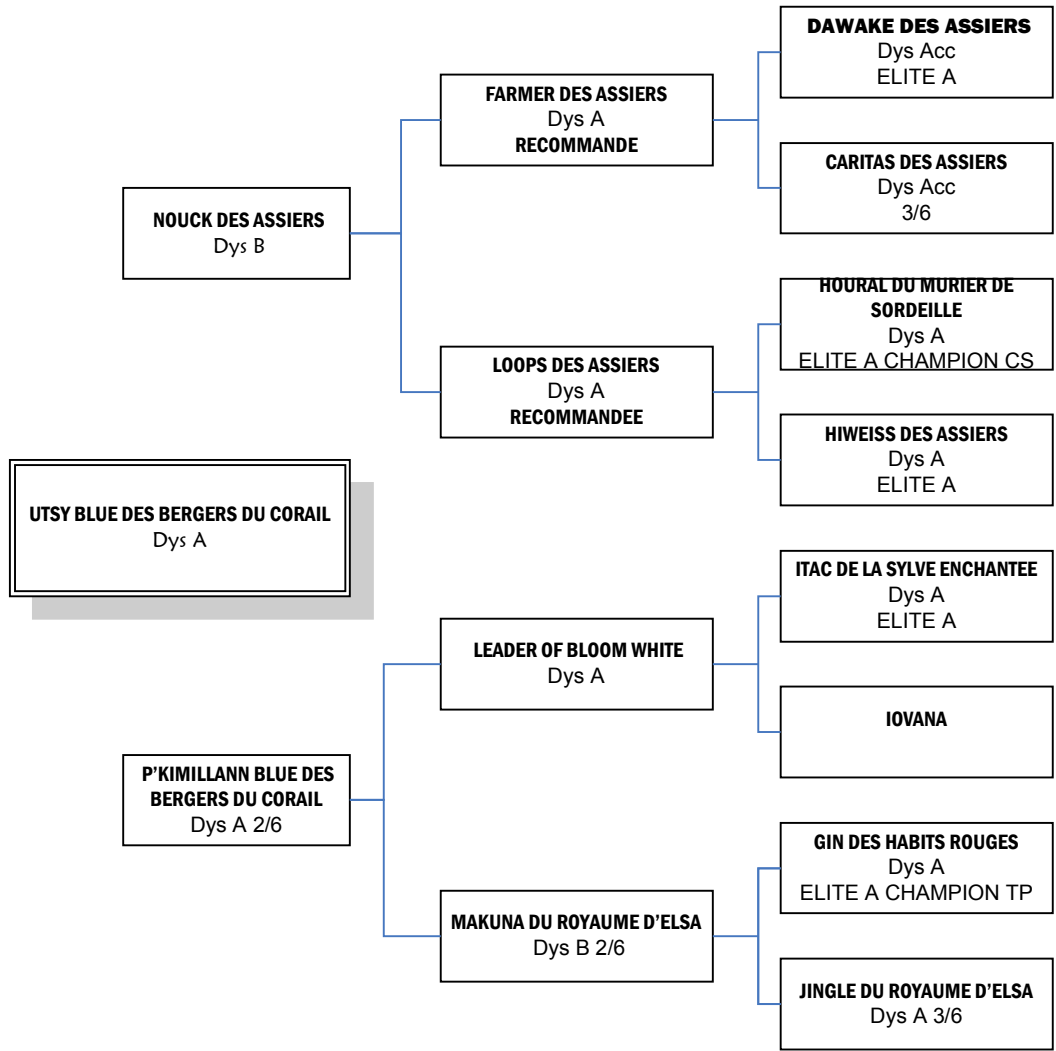 DAWAKE DES ASSIERS
Dys Acc
ELITE A
FARMER DES ASSIERS
Dys A
RECOMMANDE
CARITAS DES ASSIERS
Dys Acc
3/6
NOUCK DES ASSIERS
Dys B
HOURAL DU MURIER DE
SORDEILLE
Dys A
ELITE A CHAMPION CS
LOOPS DES ASSIERS
Dys A
RECOMMANDEE
HIWEISS DES ASSIERS
Dys A
ELITE A
UTSY BLUE DES BERGERS DU CORAIL
Dys A
ITAC DE LA SYLVE ENCHANTEE
Dys A
ELITE A
LEADER OF BLOOM WHITE
Dys A
IOVANA
P'KIMILLANN BLUE DES
BERGERS DU CORAIL
Dys A 2/6
GIN DES HABITS ROUGES
Dys A
ELITE A CHAMPION TP
MAKUNA DU ROYAUME D'ELSA
Dys B 2/6
JINGLE DU ROYAUME D'ELSA
Dys A 3/6